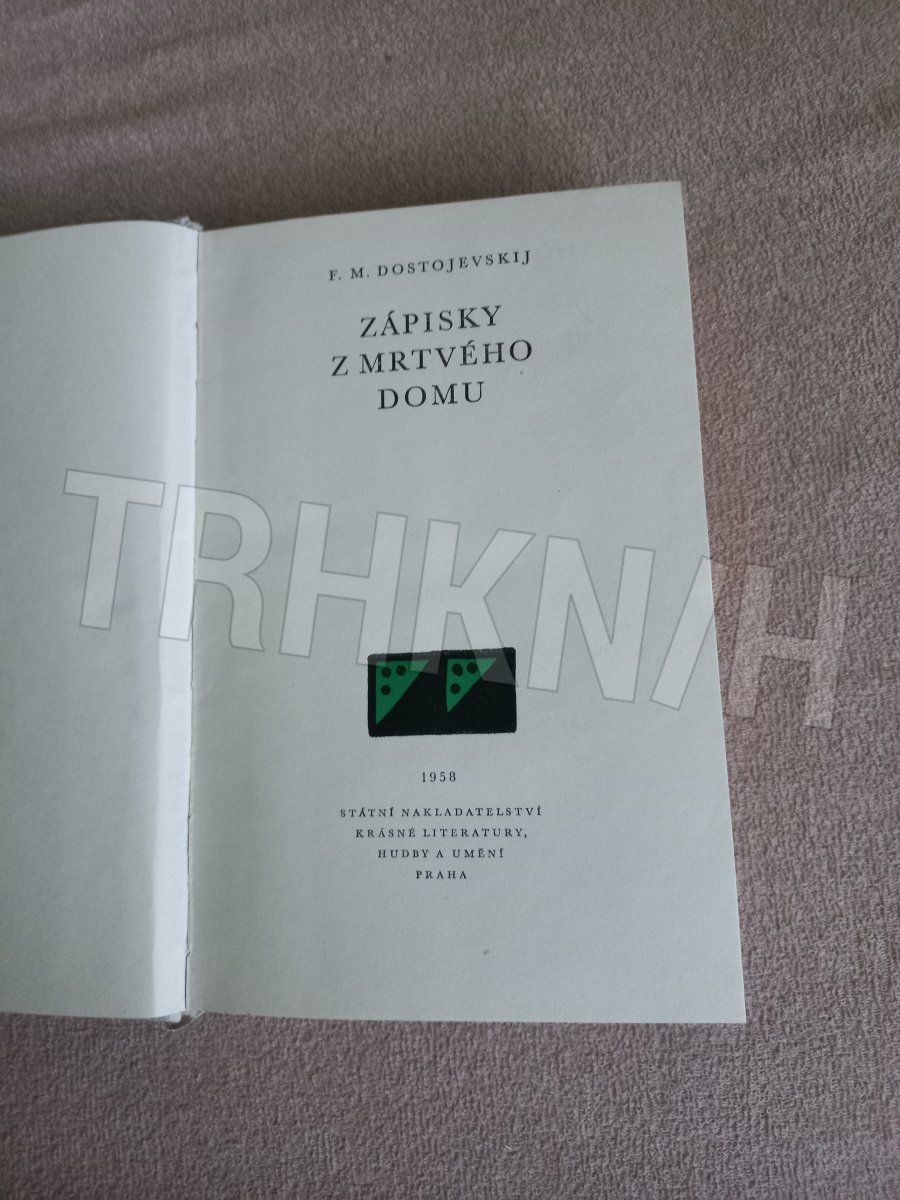 F. M. DOSTOJEVSKIJ
ZÁPISKY
Z MRTVÉHO
DOMU
TRHKNIH
1958
STÁTNÍ NAKLADATELSTVÍ
KRÁSNÉ LITERATURY,
HUDBY A UMĚNÍ
PRAHA